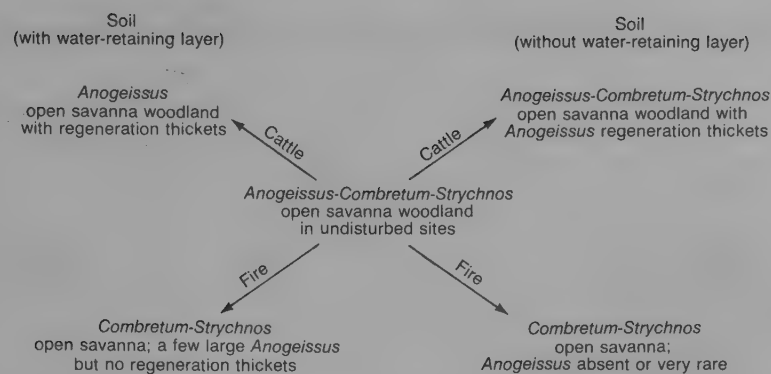 Soil
(with water-retaining layer)
Soil
(without water-retaining layer)
Anogeissus
open savanna woodland
with regeneration thickets
Anogeissus-Combretum-Strychnos
open savanna woodland with
Anogeissus regeneration thickets
Cattle
Cattle
Anogeissus-Combretum-Strychnos
open savanna woodland
in undisturbed sites
Fire
Fire
Combretum-Strychnos
open savanna; a few large Anogeissus
but no regeneration thickets
Combretum-Strychnos
open savanna;
Anogeissus absent or very rare